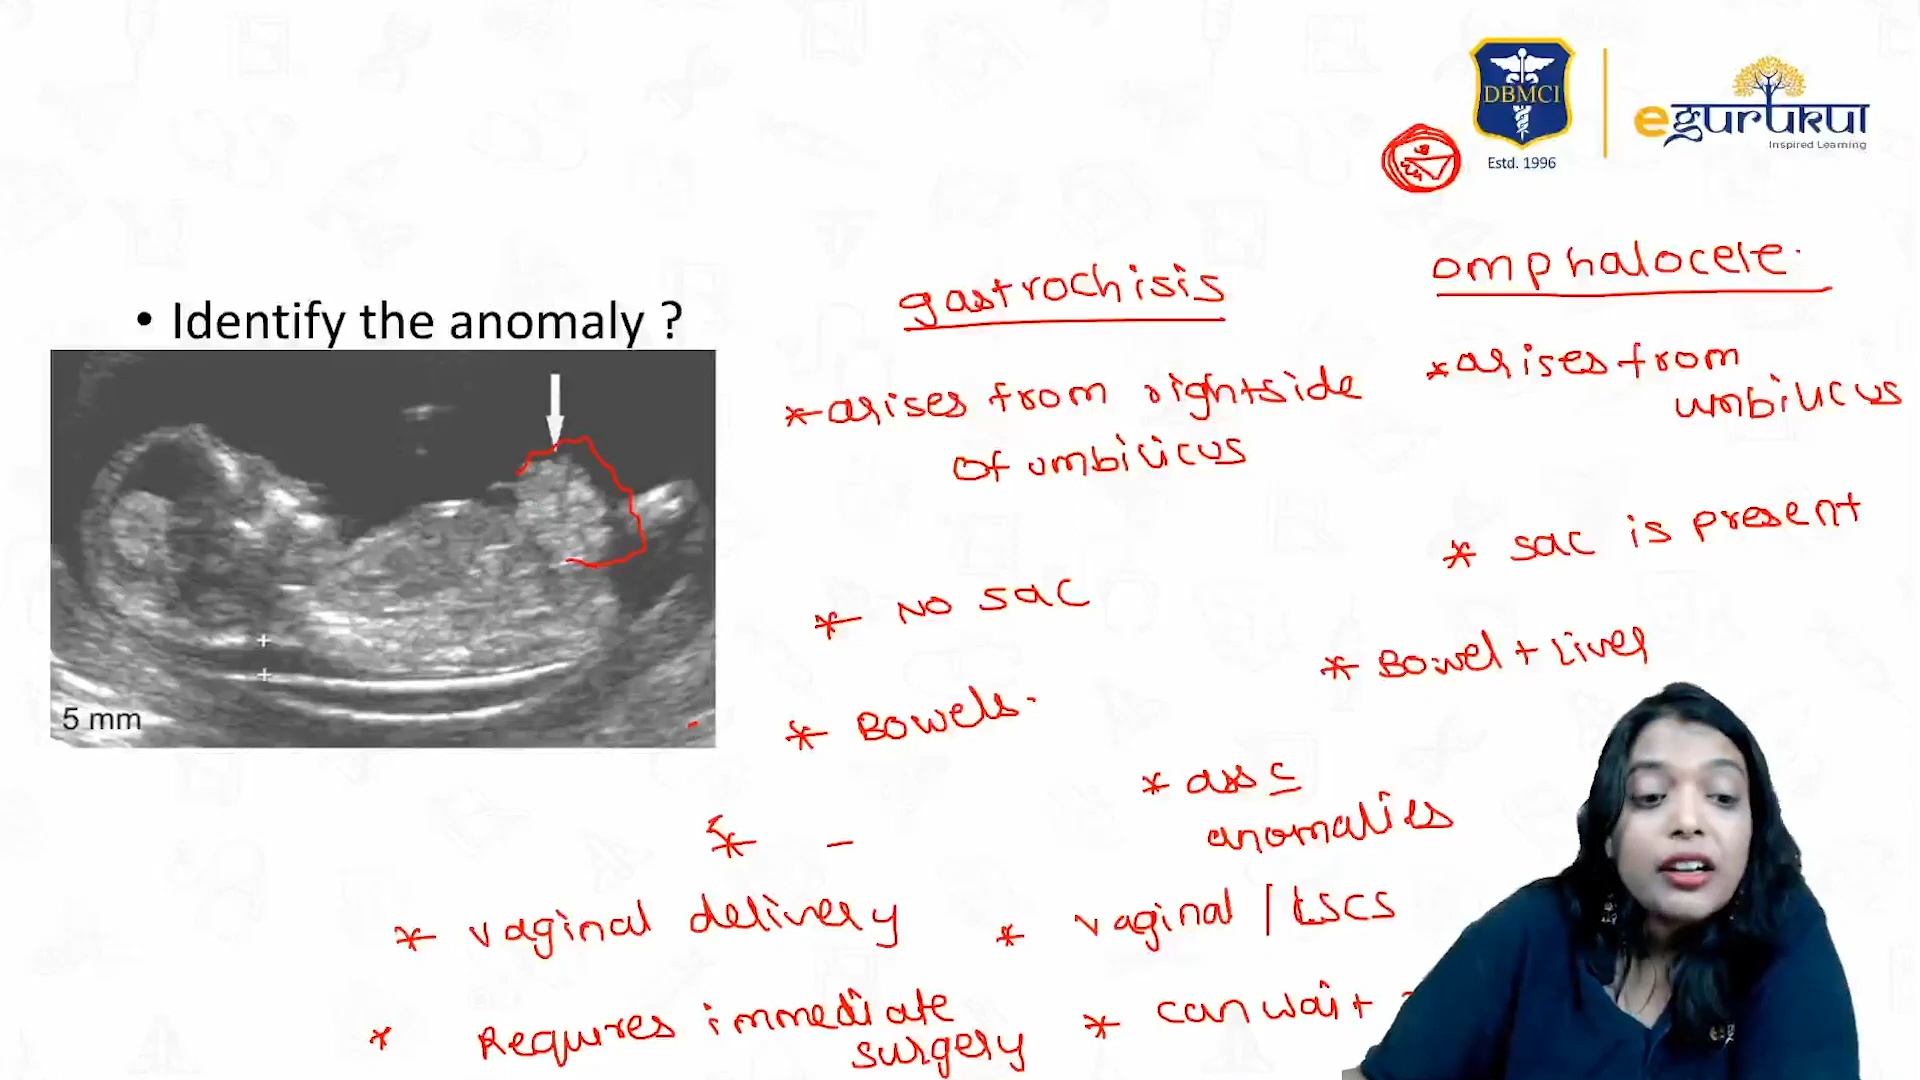 DBMCI
Estd. 1996
egurukul
Inspired Learning
• Identify the anomaly ?
5 mm
gastrochisis
*arises from rightside
of umbilicus
* No sac
* Bowels.
* -
* vaginal delivery
* Requires immediate
surgery
omphalocele.
*arises from
umbilicus
* sac is present
* Bowel + Liver
* ass c
anomalies
* vaginal / LSCS
* can wait